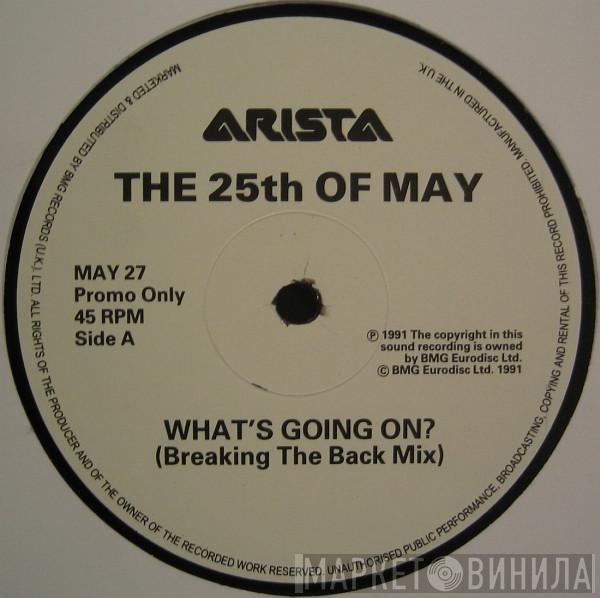 ARISTA
THE 25th OF MAY
MAY 27
Promo Only
45 RPM
Side A
℗ 1991 The copyright in this
sound recording is owned
by BMG Eurodisc Ltd.
© BMG Eurodisc Ltd. 1991
WHAT'S GOING ON?
(Breaking The Back Mix)
MARKETED & DISTRIBUTED BY BMG RECORDS (U.K.). LTD. ALL RIGHTS OF THE PRODUCER AND OF THE OWNER OF THE RECORDED WORK RESERVED. UNAUTHORISED PUBLIC PERFORMANCE, BROADCASTING, COPYING AND RENTAL OF THIS RECORD PROHIBITED. MANUFACTURED IN THE U.K.
МАРКЕТ ВИНИЛА